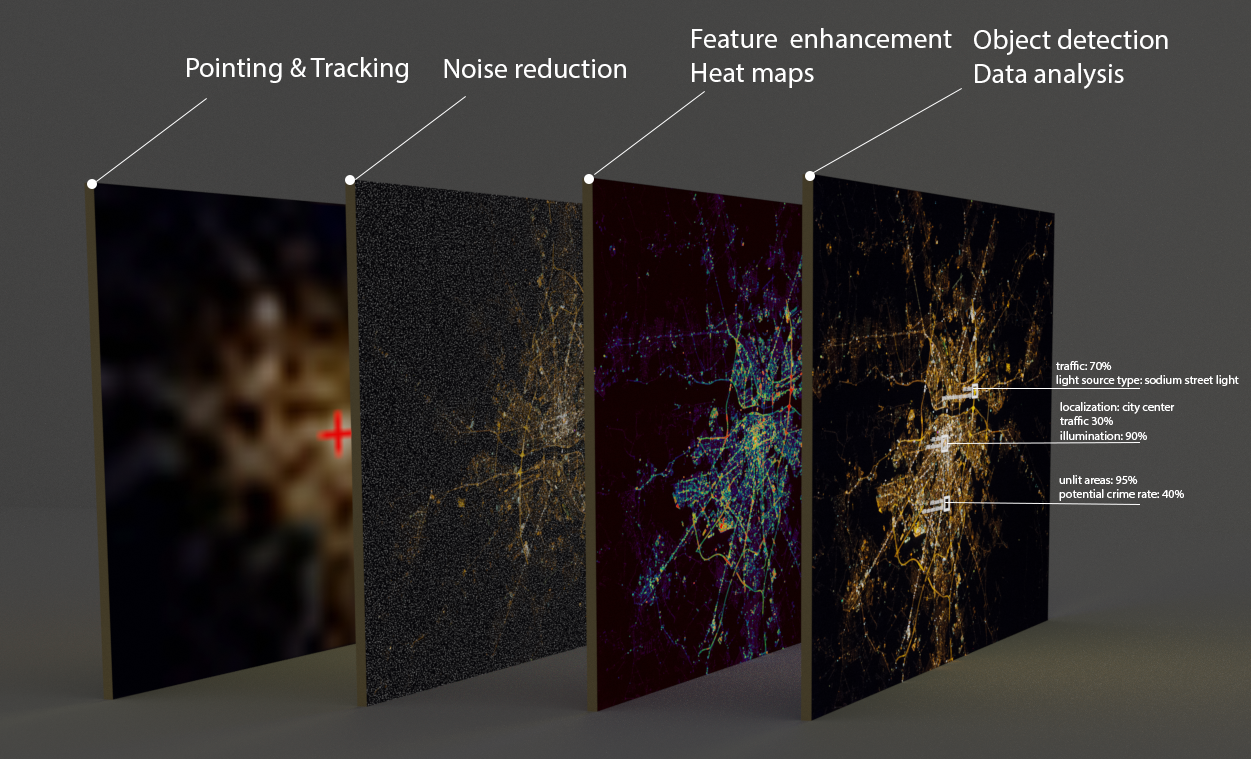 Pointing & Tracking
Noise reduction
Feature enhancement
Heat maps
Object detection
Data analysis
traffic: 70%
light source type: sodium street light
localization: city center
traffic 30%
illumination: 90%
unlit areas: 95%
potential crime rate: 40%